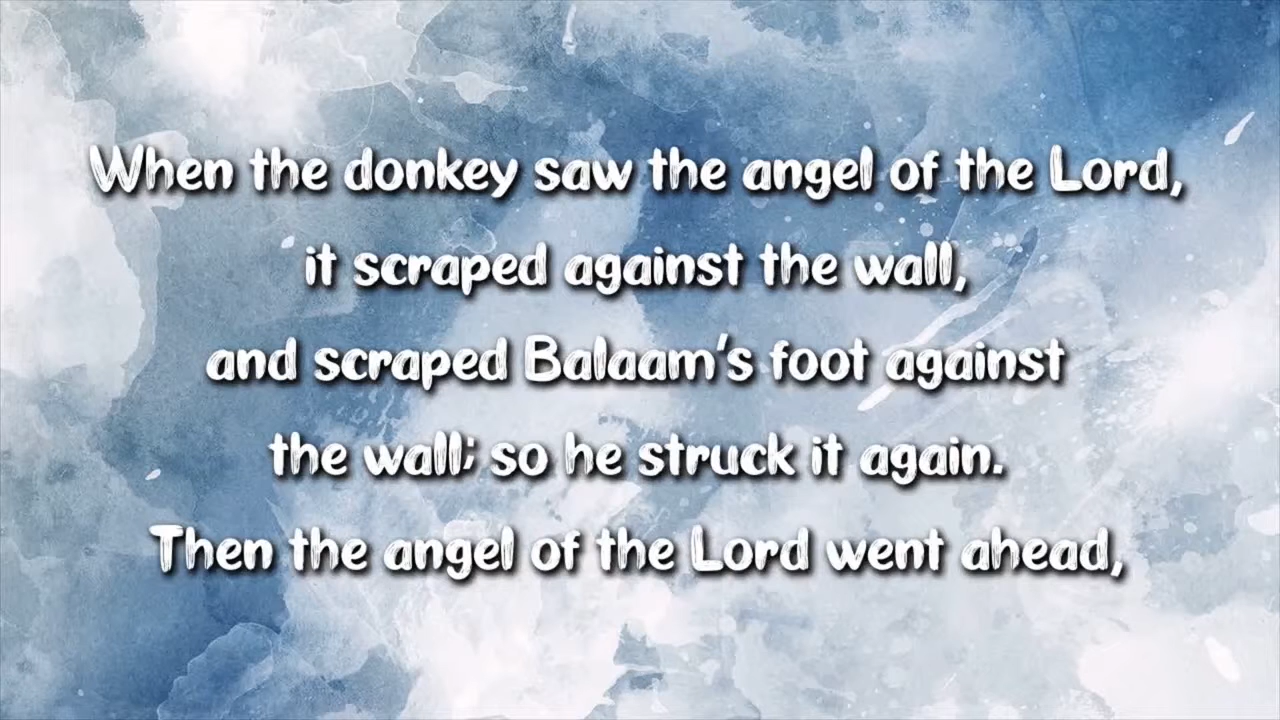 When the donkey saw the angel of the Lord,
it scraped against the wall,
and scraped Balaam's foot against
the wall; so he struck it again.
Then the angel of the Lord went ahead,